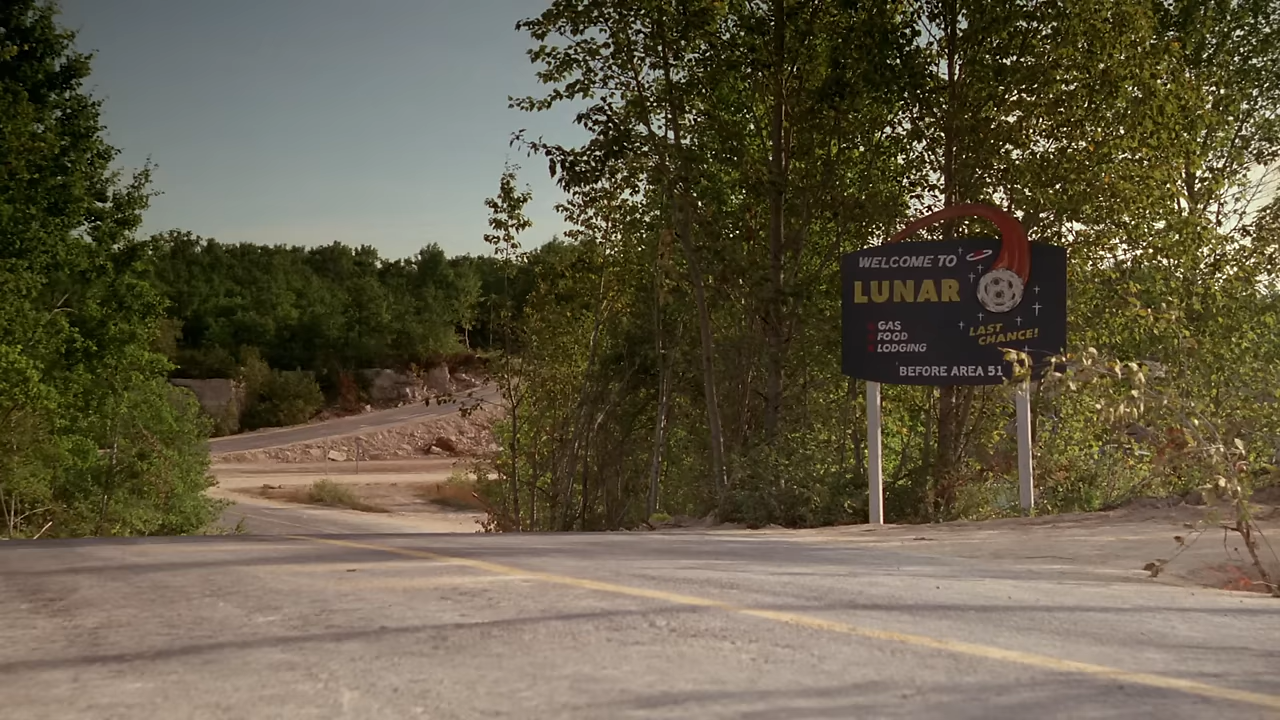 WELCOME TO
LUNAR
GAS
FOOD
LODGING
LAST
CHANCE!
BEFORE AREA 51